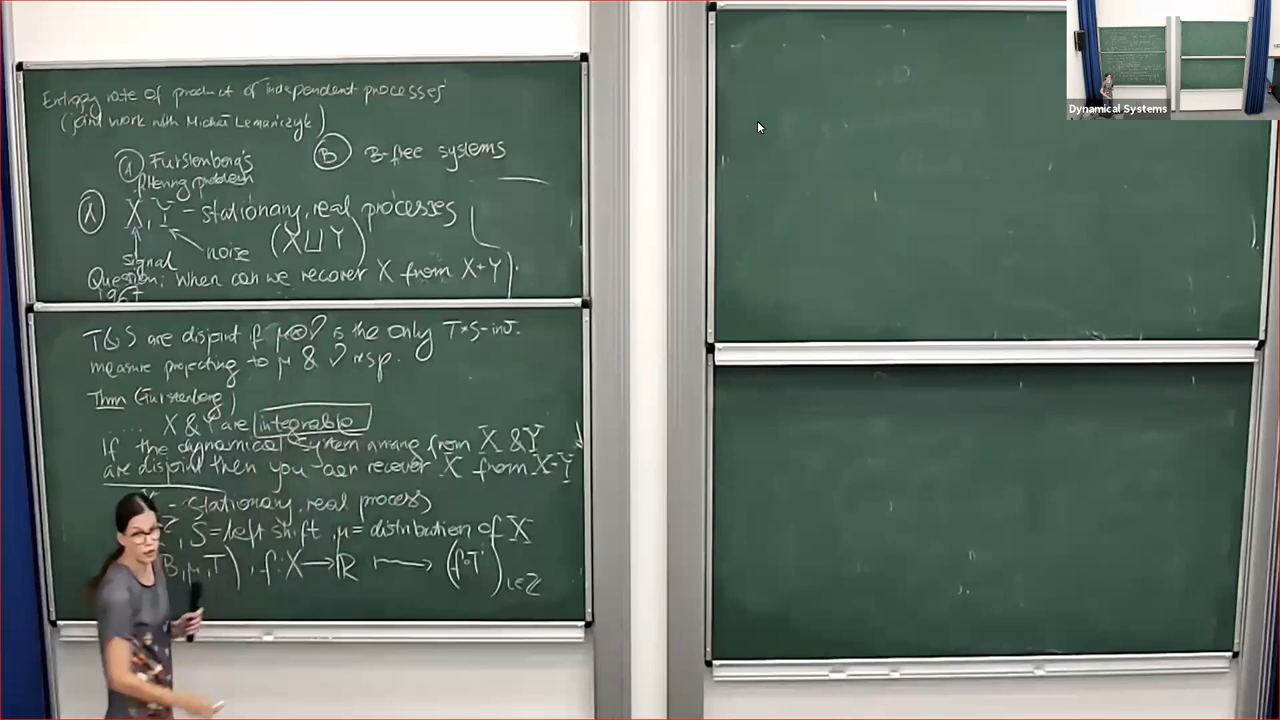 Entropy rate of product of independent processes
(joint work with Michał Lemańczyk)
(A) Furstenberg's filtering problem
(B) B-free systems
(A) X, Y - stationary, real processes
signal
noise (X ⊔ Y)
Question: When can we recover X from X+Y?
1967
T & S are disjoint if μ⊗ν is the only T×S-inv.
measure projecting to μ & ν resp.
Thm (Furstenberg)
..... X & Y are integrable
If the dynamical system arising from X & Y
are disjoint then you can recover X from X+Y
- stationary, real process
, S = left shift, μ = distribution of X
B, μ, T), f: X → ℝ ⟼ (f∘Tⁱ)i∈ℤ
Dynamical Systems